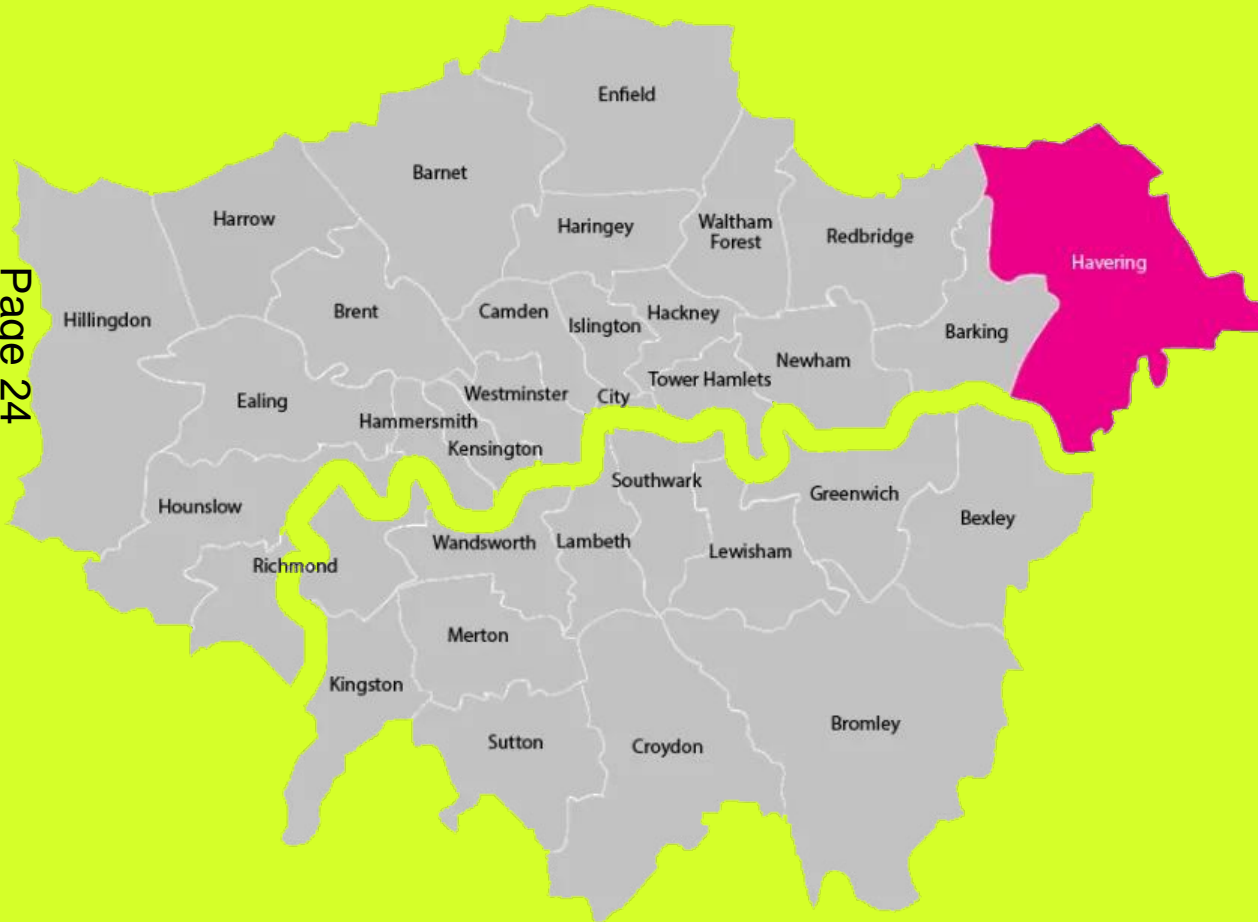 Enfield
Barnet
Harrow
Haringey
Waltham
Forest
Redbridge
Havering
Hillingdon
Brent
Camden
Islington
Hackney
Barking
Newham
Ealing
Westminster
Tower Hamlets
City
Hammersmith
Kensington
Hounslow
Southwark
Greenwich
Bexley
Richmond
Wandsworth
Lambeth
Lewisham
Merton
Kingston
Sutton
Croydon
Bromley
Page 24